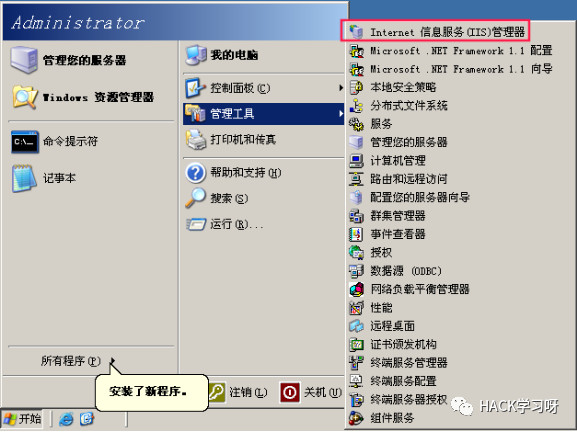 Administrator
管理您的服务器
Windows 资源管理器
命令提示符
记事本
所有程序(P)
安装了新程序。
我的电脑
控制面板(C)
管理工具
打印机和传真
帮助和支持(H)
搜索(S)
运行(R)...
注销(L)
关机(U)
开始
Internet 信息服务(IIS)管理器
Microsoft .NET Framework 1.1 配置
Microsoft .NET Framework 1.1 向导
本地安全策略
分布式文件系统
服务
管理您的服务器
计算机管理
路由和远程访问
配置您的服务器向导
群集管理器
事件查看器
授权
数据源 (ODBC)
网络负载平衡管理器
性能
远程桌面
证书颁发机构
终端服务管理器
终端服务配置
终端服务器授权
组件服务
HACK学习呀